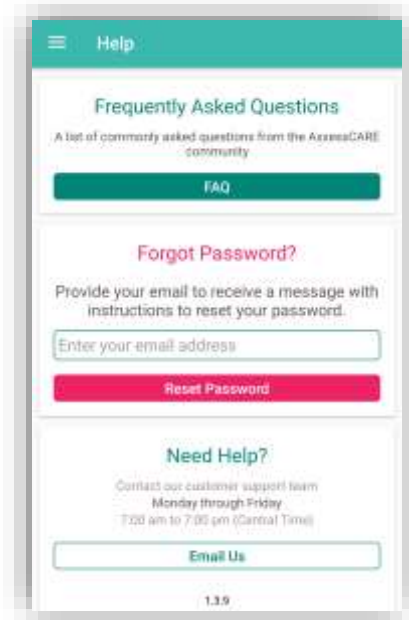 Help
Frequently Asked Questions
A list of commonly asked questions from the AssessCARE
community
FAQ
Forgot Password?
Provide your email to receive a message with
instructions to reset your password.
Enter your email address
Reset Password
Need Help?
Contact our customer support team
Monday through Friday
7:00 am to 7:00 pm (Central Time)
Email Us
1.3.9